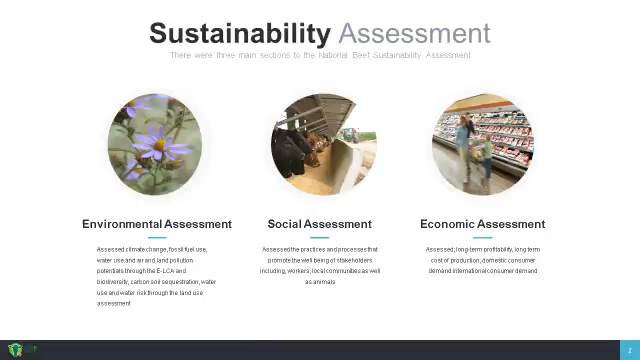 Sustainability Assessment
There were three main sections to the National Beef Sustainability Assessment
Environmental Assessment
Assessed climate change, fossil fuel use,
water use and air and land pollution
potentials through the E-LCA and
biodiversity, carbon soil sequestration, water
use and water risk through the land use
assessment
Social Assessment
Assessed the practices and processes that
promote the well being of stakeholders
including, workers, local communities as well
as animals
Economic Assessment
Assessed, long-term profitability, long term
cost of production, domestic consumer
demand international consumer demand
2